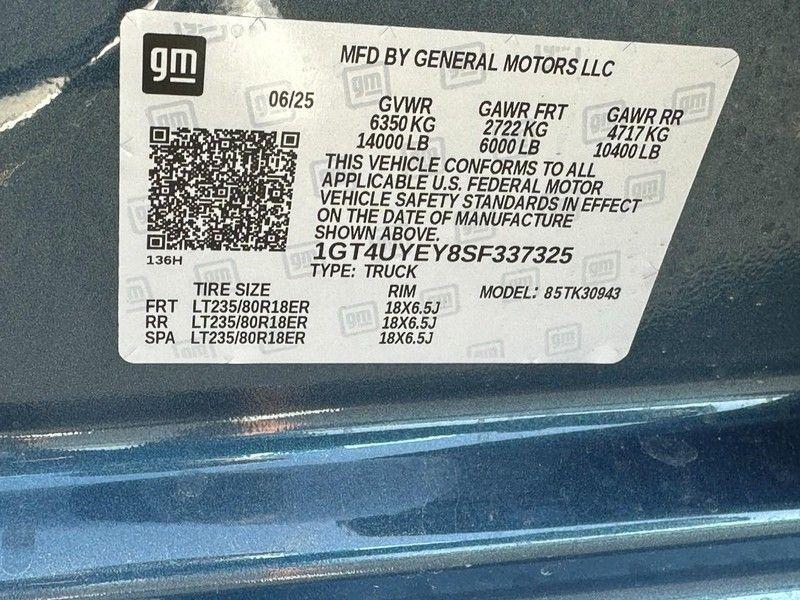 gm
MFD BY GENERAL MOTORS LLC
06/25
GVWR GAWR FRT GAWR RR
6350 KG 2722 KG 4717 KG
14000 LB 6000 LB 10400 LB
THIS VEHICLE CONFORMS TO ALL
APPLICABLE U.S. FEDERAL MOTOR
VEHICLE SAFETY STANDARDS IN EFFECT
ON THE DATE OF MANUFACTURE
SHOWN ABOVE.
136H
1GT4UYEY8SF337325
TYPE: TRUCK
TIRE SIZE RIM MODEL: 85TK30943
FRT LT235/80R18ER 18X6.5J
RR LT235/80R18ER 18X6.5J
SPA LT235/80R18ER 18X6.5J